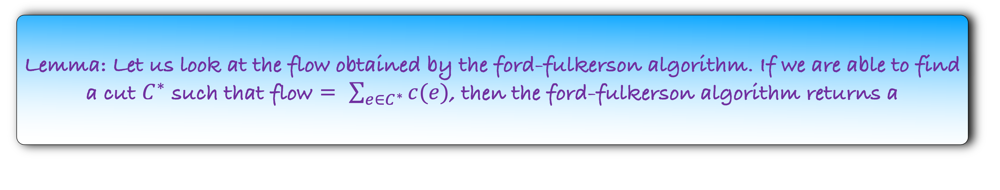 Lemma: Let us look at the flow obtained by the ford-fulkerson algorithm. If we are able to find
a cut C* such that flow = ∑_{e∈C*} c(e), then the ford-fulkerson algorithm returns a